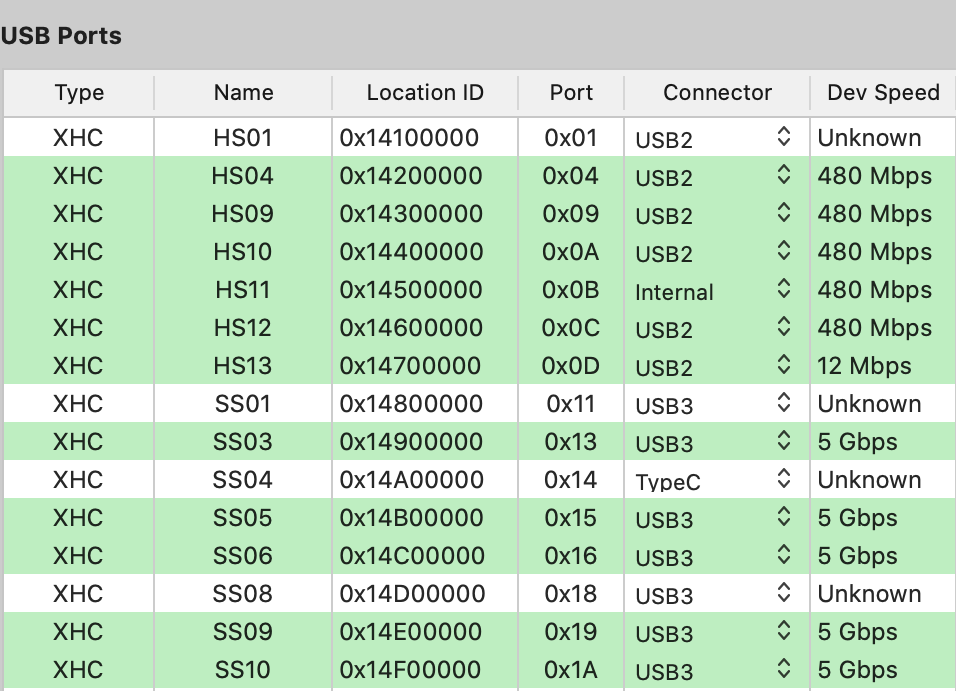 USB Ports
Type Name Location ID Port Connector Dev Speed
XHC HS01 0x14100000 0x01 USB2 Unknown
XHC HS04 0x14200000 0x04 USB2 480 Mbps
XHC HS09 0x14300000 0x09 USB2 480 Mbps
XHC HS10 0x14400000 0x0A USB2 480 Mbps
XHC HS11 0x14500000 0x0B Internal 480 Mbps
XHC HS12 0x14600000 0x0C USB2 480 Mbps
XHC HS13 0x14700000 0x0D USB2 12 Mbps
XHC SS01 0x14800000 0x11 USB3 Unknown
XHC SS03 0x14900000 0x13 USB3 5 Gbps
XHC SS04 0x14A00000 0x14 TypeC Unknown
XHC SS05 0x14B00000 0x15 USB3 5 Gbps
XHC SS06 0x14C00000 0x16 USB3 5 Gbps
XHC SS08 0x14D00000 0x18 USB3 Unknown
XHC SS09 0x14E00000 0x19 USB3 5 Gbps
XHC SS10 0x14F00000 0x1A USB3 5 Gbps